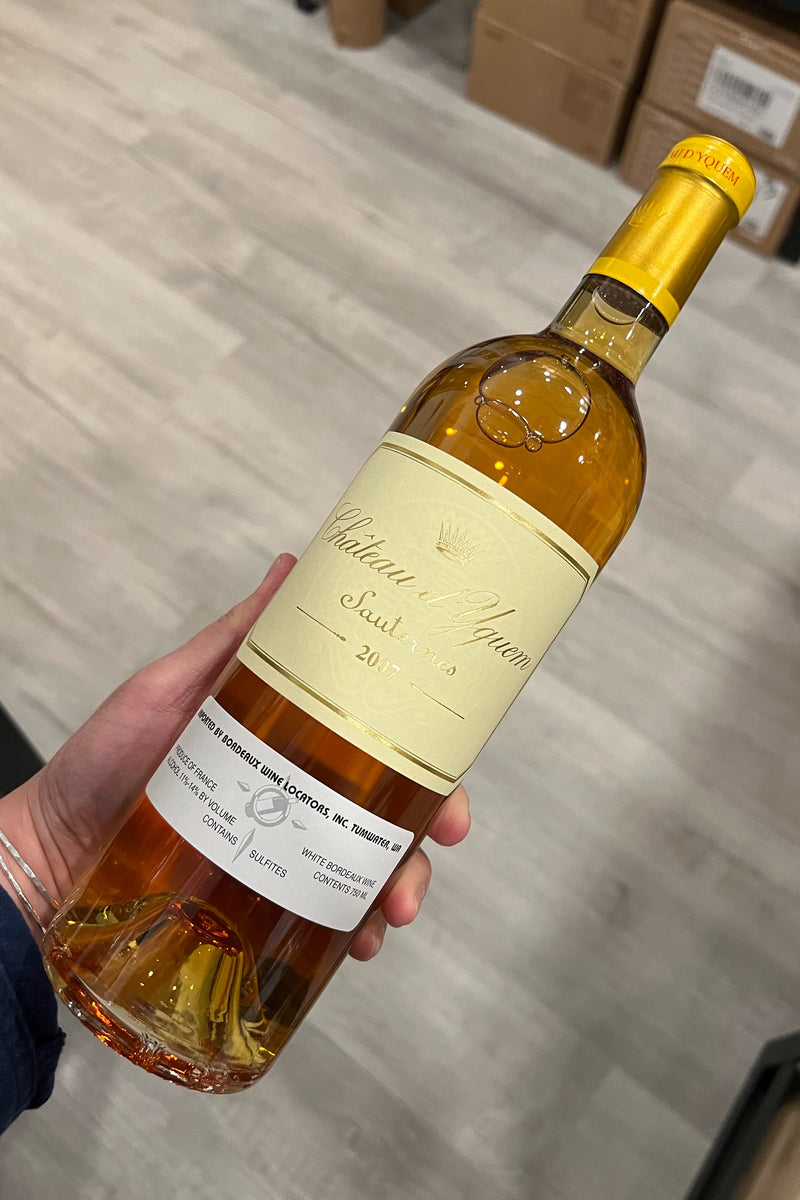 AU D'YQUEM
Château d'Yquem
Sauternes
2007
IMPORTED BY BORDEAUX WINE LOCATORS, INC. TUMWATER, WA
PRODUCE OF FRANCE
ALCOHOL 11%-14% BY VOLUME
CONTAINS SULFITES
WHITE BORDEAUX WINE
CONTENTS 750 ML